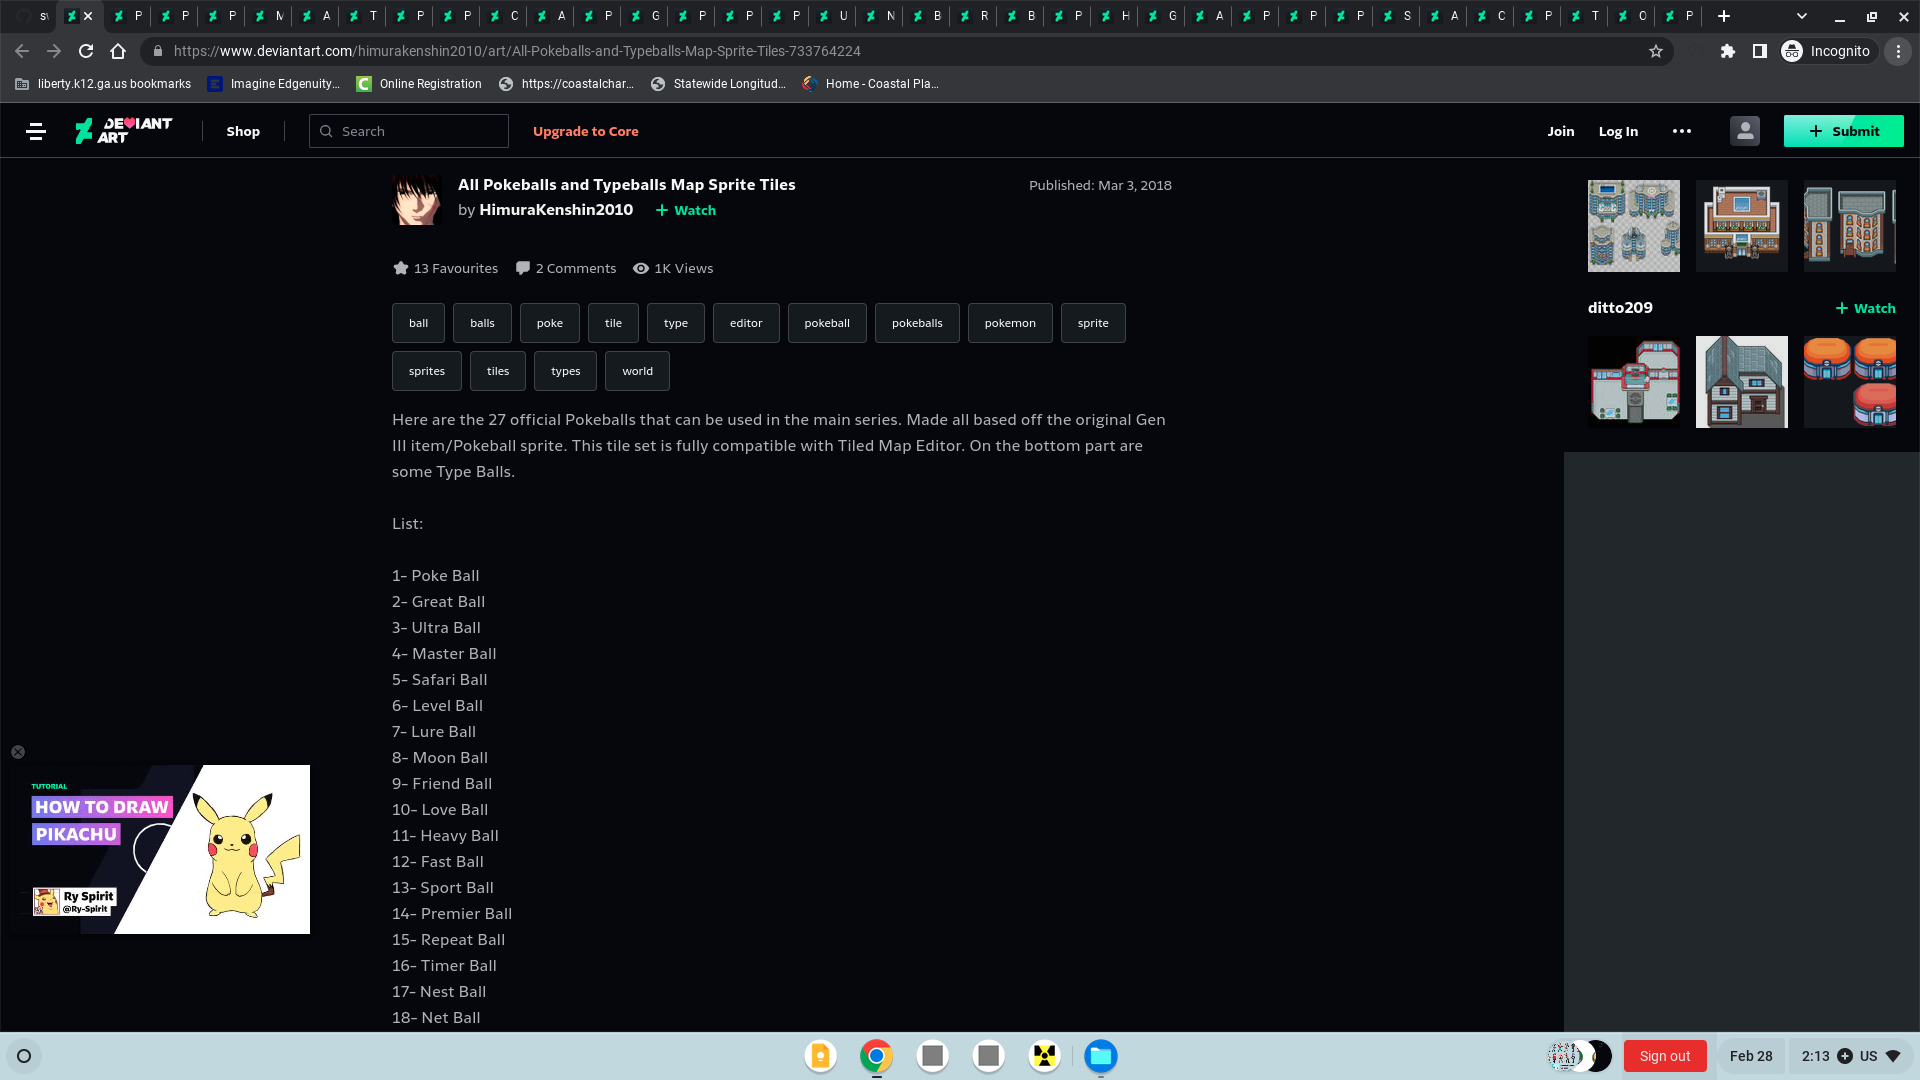 https://www.deviantart.com/himurakenshin2010/art/All-Pokeballs-and-Typeballs-Map-Sprite-Tiles-733764224
Incognito
liberty.k12.ga.us bookmarks
Imagine Edgenuity...
Online Registration
https://coastalchar...
Statewide Longitud...
Home - Coastal Pla...
DEVIANT ART
Shop
Search
Upgrade to Core
Join
Log In
Submit
All Pokeballs and Typeballs Map Sprite Tiles
Published: Mar 3, 2018
by HimuraKenshin2010
Watch
13 Favourites
2 Comments
1K Views
ball
balls
poke
tile
type
editor
pokeball
pokeballs
pokemon
sprite
sprites
tiles
types
world
Here are the 27 official Pokeballs that can be used in the main series. Made all based off the original Gen
III item/Pokeball sprite. This tile set is fully compatible with Tiled Map Editor. On the bottom part are
some Type Balls.
List:
1- Poke Ball
2- Great Ball
3- Ultra Ball
4- Master Ball
5- Safari Ball
6- Level Ball
7- Lure Ball
8- Moon Ball
9- Friend Ball
10- Love Ball
11- Heavy Ball
12- Fast Ball
13- Sport Ball
14- Premier Ball
15- Repeat Ball
16- Timer Ball
17- Nest Ball
18- Net Ball
ditto209
Watch
TUTORIAL
HOW TO DRAW
PIKACHU
Ry Spirit
@Ry-Spirit
Sign out
Feb 28
2:13
US